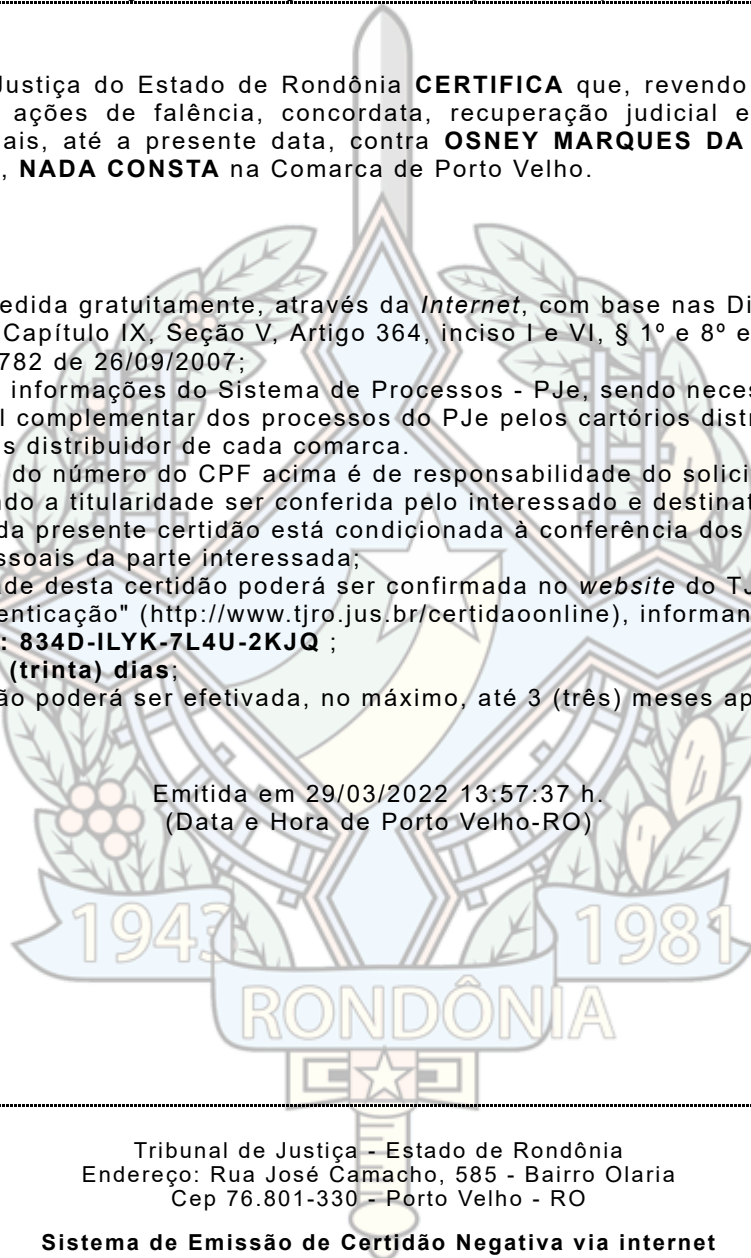 Justiça do Estado de Rondônia CERTIFICA que, revendo
ações de falência, concordata, recuperação judicial e
ais, até a presente data, contra OSNEY MARQUES DA
, NADA CONSTA na Comarca de Porto Velho.
edida gratuitamente, através da Internet, com base nas Di
Capítulo IX, Seção V, Artigo 364, inciso I e VI, § 1º e 8º e
782 de 26/09/2007;
informações do Sistema de Processos - PJe, sendo neces
l complementar dos processos do PJe pelos cartórios distr
s distribuidor de cada comarca.
do número do CPF acima é de responsabilidade do solici
ndo a titularidade ser conferida pelo interessado e destinat
da presente certidão está condicionada à conferência dos
ssoais da parte interessada;
ade desta certidão poderá ser confirmada no website do TJ
enticação" (http://www.tjro.jus.br/certidaoonline), informan
: 834D-ILYK-7L4U-2KJQ ;
(trinta) dias;
ão poderá ser efetivada, no máximo, até 3 (três) meses ap
Emitida em 29/03/2022 13:57:37 h.
(Data e Hora de Porto Velho-RO)
1943
1981
RONDÔNIA
Tribunal de Justiça - Estado de Rondônia
Endereço: Rua José Camacho, 585 - Bairro Olaria
Cep 76.801-330 - Porto Velho - RO
Sistema de Emissão de Certidão Negativa via internet